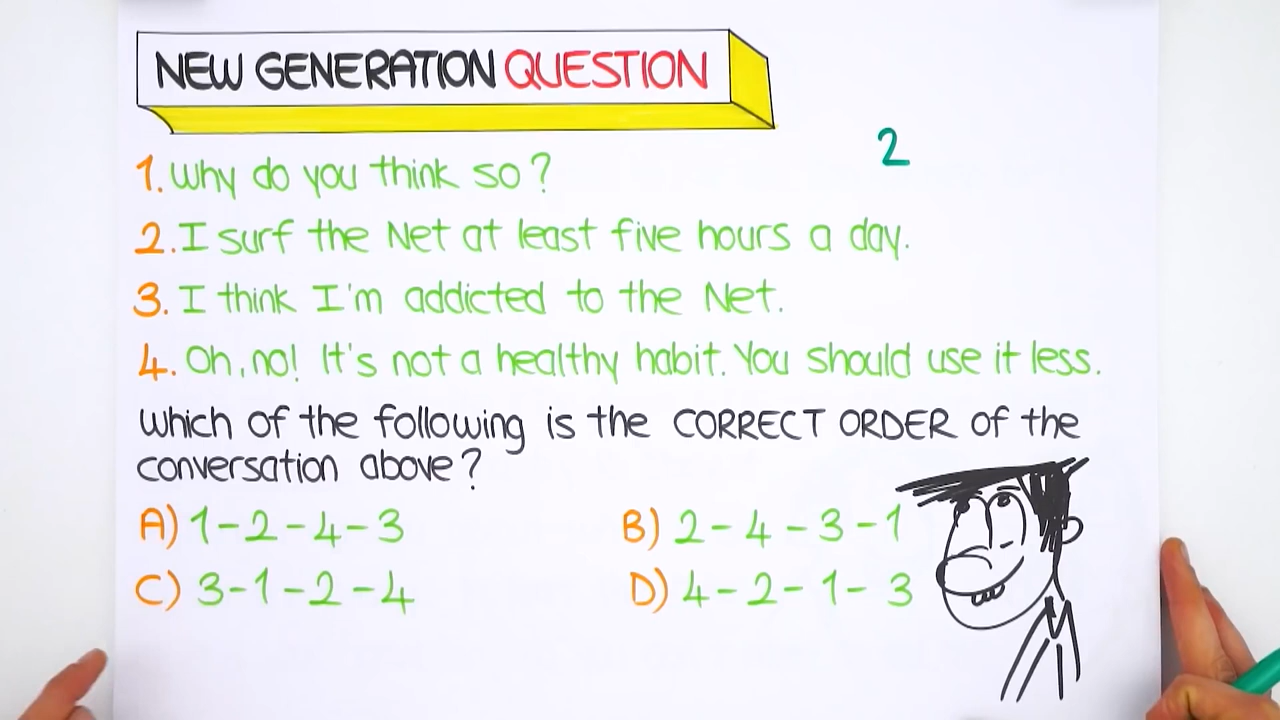 NEW GENERATION QUESTION
2
1. Why do you think so?
2. I surf the Net at least five hours a day.
3. I think I'm addicted to the Net.
4. Oh, no! It's not a healthy habit. You should use it less.
Which of the following is the CORRECT ORDER of the
conversation above?
A) 1-2-4-3
B) 2-4-3-1
C) 3-1-2-4
D) 4-2-1-3